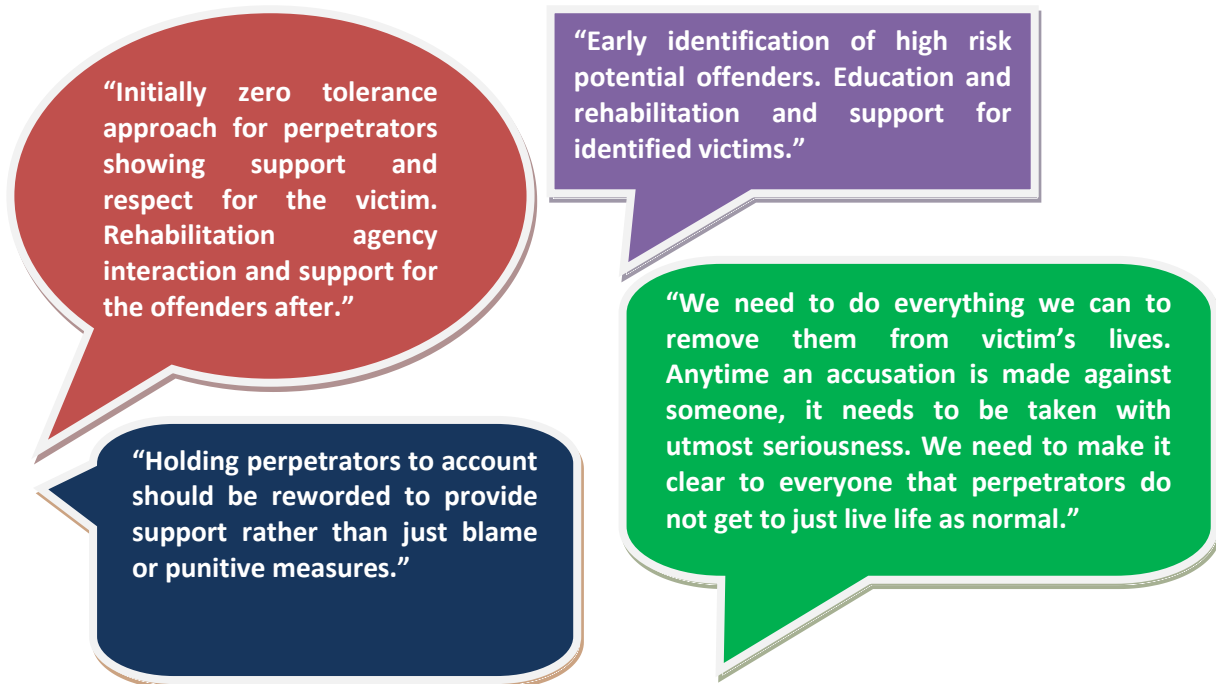 “Initially zero tolerance
approach for perpetrators
showing support and
respect for the victim.
Rehabilitation agency
interaction and support for
the offenders after.”
“Early identification of high risk
potential offenders. Education and
rehabilitation and support for
identified victims.”
“Holding perpetrators to account
should be reworded to provide
support rather than just blame
or punitive measures.”
“We need to do everything we can to
remove them from victim’s lives.
Anytime an accusation is made against
someone, it needs to be taken with
utmost seriousness. We need to make it
clear to everyone that perpetrators do
not get to just live life as normal.”